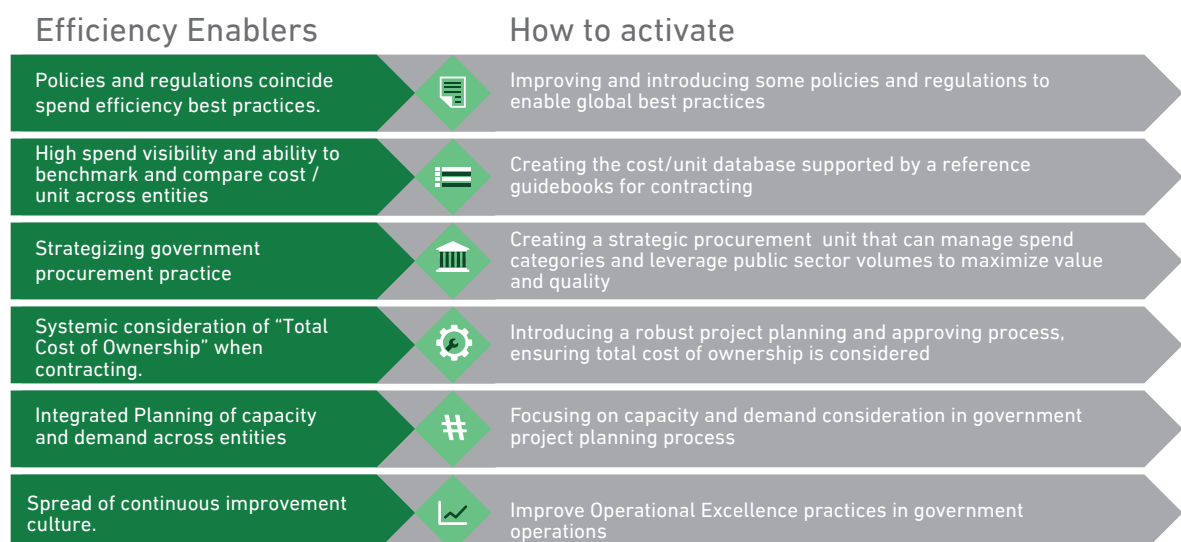 Efficiency Enablers
How to activate
Policies and regulations coincide
spend efficiency best practices.
Improving and introducing some policies and regulations to
enable global best practices
High spend visibility and ability to
benchmark and compare cost /
unit across entities
Creating the cost/unit database supported by a reference
guidebooks for contracting
Strategizing government
procurement practice
Creating a strategic procurement unit that can manage spend
categories and leverage public sector volumes to maximize value
and quality
Systemic consideration of “Total
Cost of Ownership” when
contracting.
Introducing a robust project planning and approving process,
ensuring total cost of ownership is considered
Integrated Planning of capacity
and demand across entities
#
Focusing on capacity and demand consideration in government
project planning process
Spread of continuous improvement
culture.
Improve Operational Excellence practices in government
operations